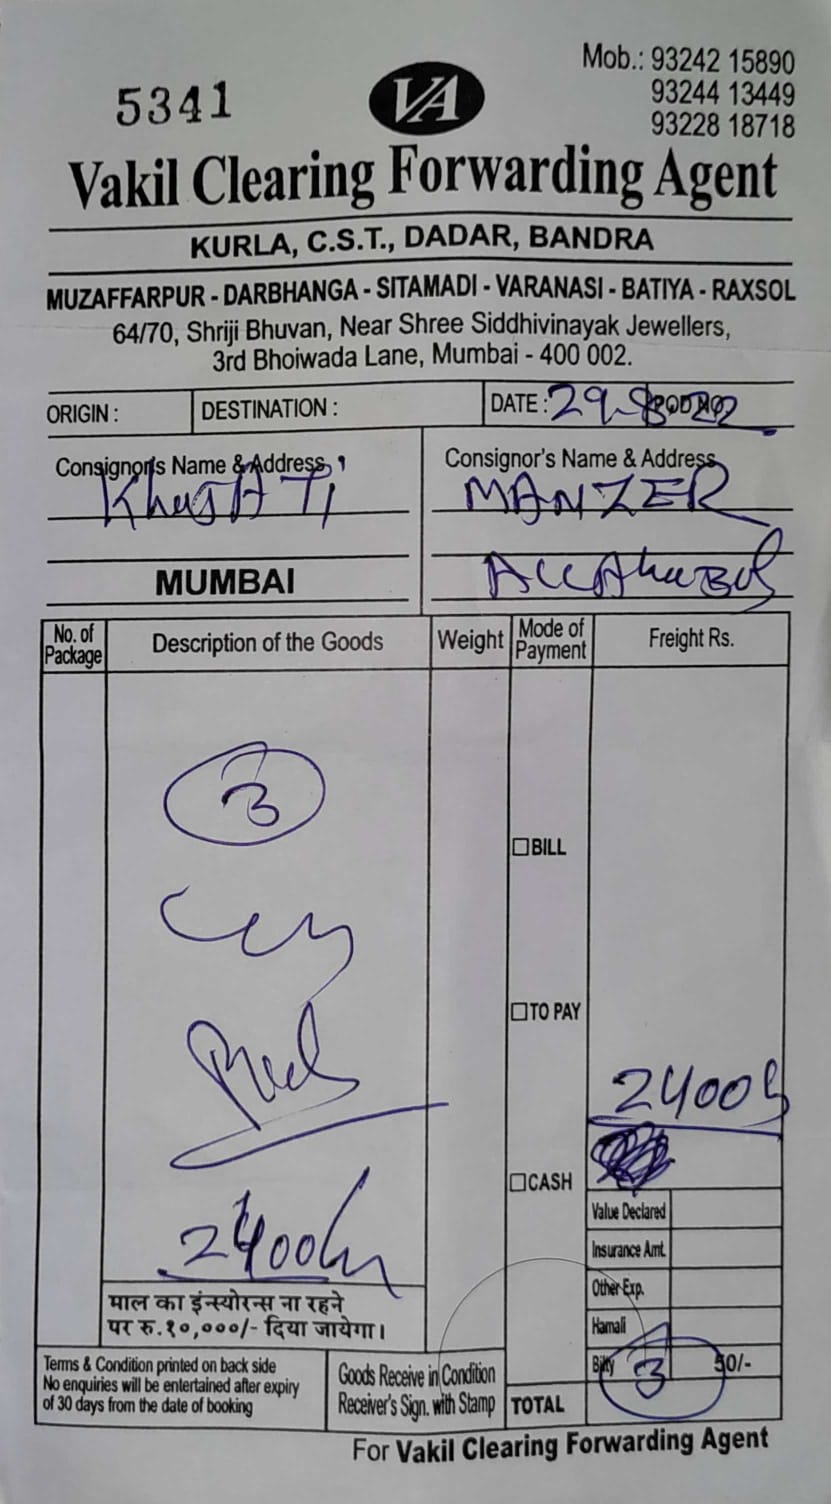 5341
VA
Mob.: 93242 15890
93244 13449
93228 18718
Vakil Clearing Forwarding Agent
KURLA, C.S.T., DADAR, BANDRA
MUZAFFARPUR - DARBHANGA - SITAMADI - VARANASI - BATIYA - RAXSOL
64/70, Shriji Bhuvan, Near Shree Siddhivinayak Jewellers,
3rd Bhoiwada Lane, Mumbai - 400 002.
ORIGIN : DESTINATION : DATE : 29-8-22 POD NO.
Consignor's Name & Address Consignor's Name & Address
MANZER
MUMBAI
No. of Package Description of the Goods Weight Mode of Payment Freight Rs.
3
☐BILL
☐TO PAY
2400
☐CASH
2400
Value Declared
Insurance Amt.
Other Exp.
Hamali
Bilty 50/-
3
माल का इंन्स्योरन्स ना रहने
पर रु.१०,०००/- दिया जायेगा।
Terms & Condition printed on back side
No enquiries will be entertained after expiry
of 30 days from the date of booking
Goods Receive in Condition
Receiver's Sign. with Stamp
TOTAL
For Vakil Clearing Forwarding Agent